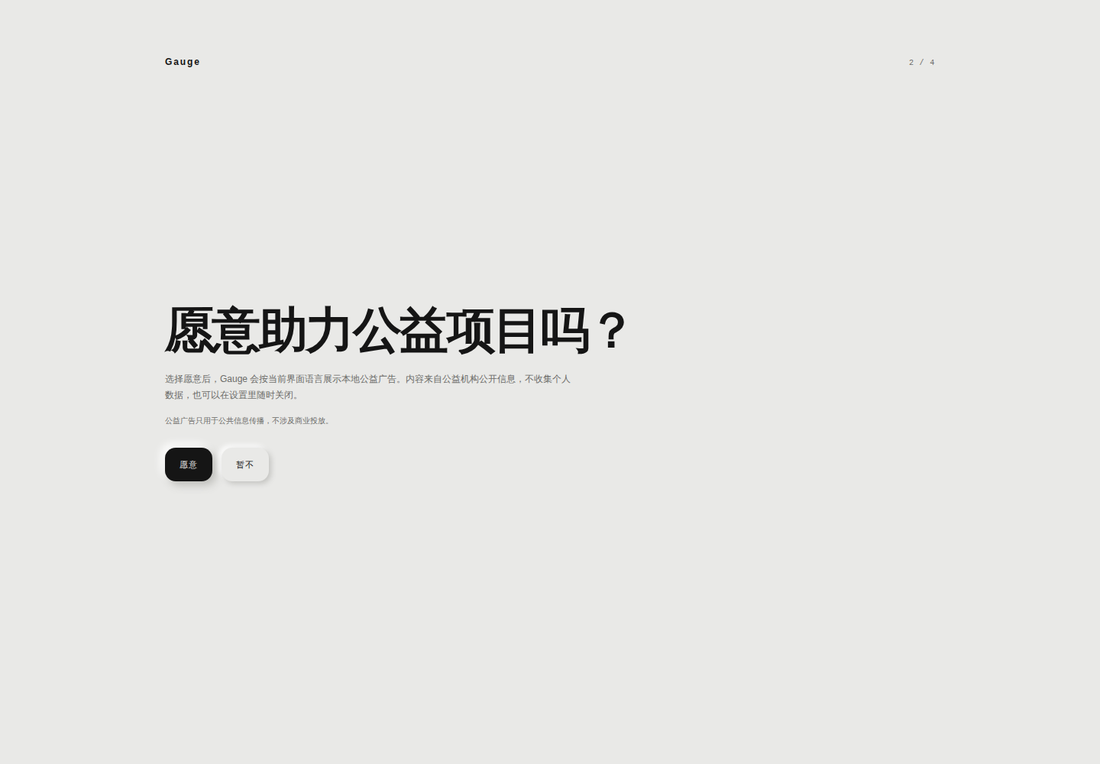 Gauge
2 / 4
愿意助力公益项目吗？
选择愿意后，Gauge 会按当前界面语言展示本地公益广告。内容来自公益机构公开信息，不收集个人
数据，也可以在设置里随时关闭。
公益广告只用于公共信息传播，不涉及商业投放。
愿意
暂不